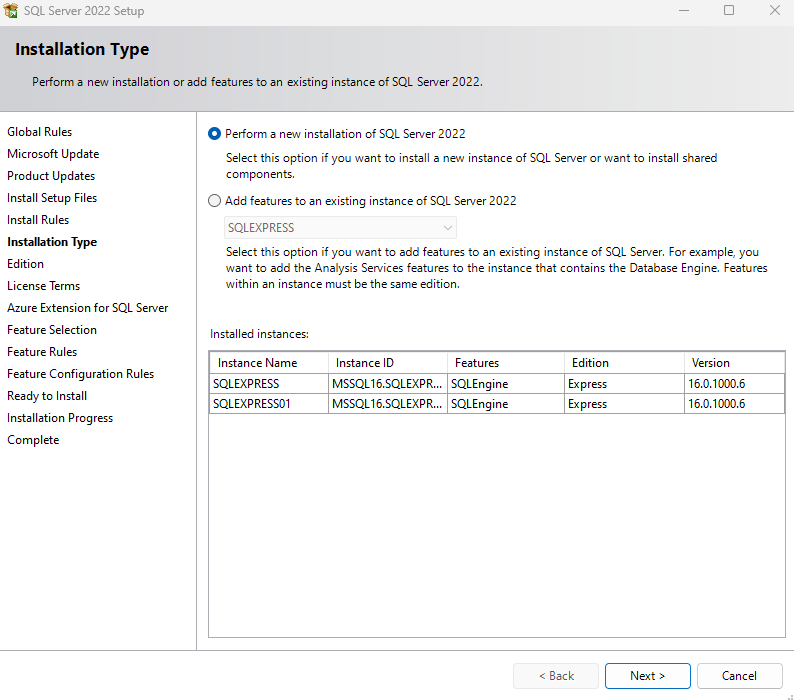 SQL Server 2022 Setup
Installation Type
Perform a new installation or add features to an existing instance of SQL Server 2022.
Global Rules
Microsoft Update
Product Updates
Install Setup Files
Install Rules
Installation Type
Edition
License Terms
Azure Extension for SQL Server
Feature Selection
Feature Rules
Feature Configuration Rules
Ready to Install
Installation Progress
Complete
Perform a new installation of SQL Server 2022
Select this option if you want to install a new instance of SQL Server or want to install shared
components.
Add features to an existing instance of SQL Server 2022
SQLEXPRESS
Select this option if you want to add features to an existing instance of SQL Server. For example, you
want to add the Analysis Services features to the instance that contains the Database Engine. Features
within an instance must be the same edition.
Installed instances:
Instance Name Instance ID Features Edition Version
SQLEXPRESS MSSQL16.SQLEXPR... SQLEngine Express 16.0.1000.6
SQLEXPRESS01 MSSQL16.SQLEXPR... SQLEngine Express 16.0.1000.6
< Back Next > Cancel